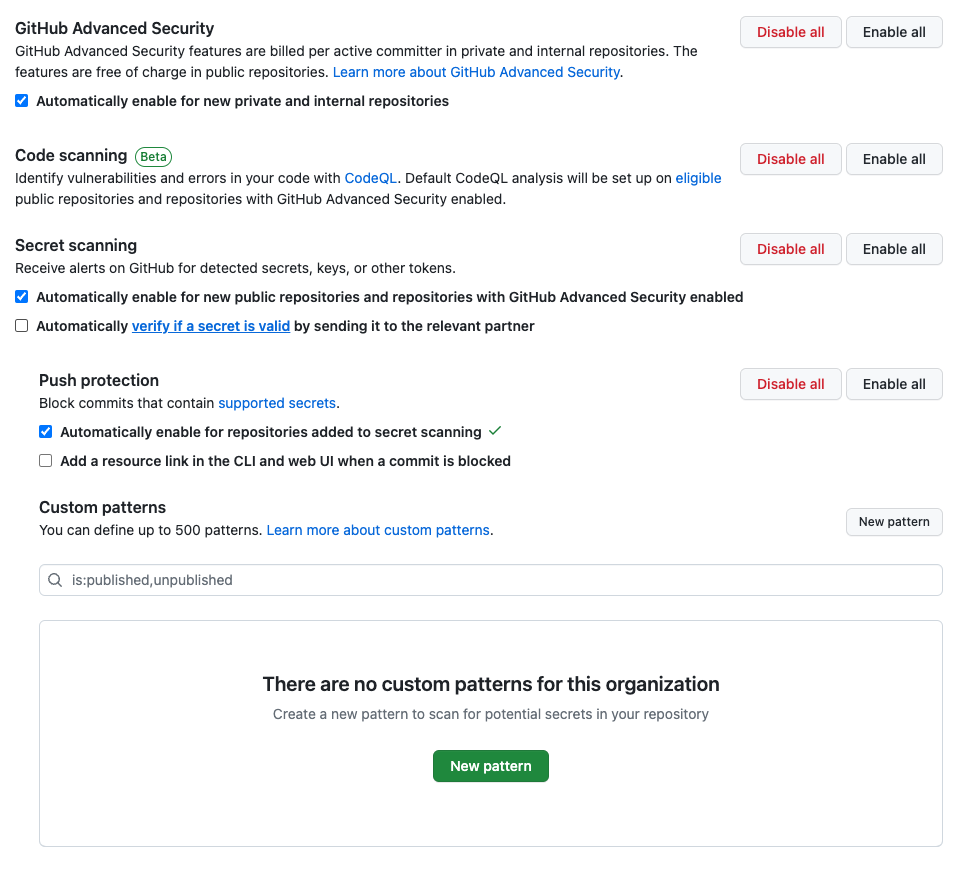 GitHub Advanced Security
Disable all
Enable all
GitHub Advanced Security features are billed per active committer in private and internal repositories. The
features are free of charge in public repositories. Learn more about GitHub Advanced Security.
Automatically enable for new private and internal repositories
Code scanning Beta
Disable all
Enable all
Identify vulnerabilities and errors in your code with CodeQL. Default CodeQL analysis will be set up on eligible
public repositories and repositories with GitHub Advanced Security enabled.
Secret scanning
Disable all
Enable all
Receive alerts on GitHub for detected secrets, keys, or other tokens.
Automatically enable for new public repositories and repositories with GitHub Advanced Security enabled
Automatically verify if a secret is valid by sending it to the relevant partner
Push protection
Disable all
Enable all
Block commits that contain supported secrets.
Automatically enable for repositories added to secret scanning
Add a resource link in the CLI and web UI when a commit is blocked
Custom patterns
You can define up to 500 patterns. Learn more about custom patterns.
New pattern
is:published,unpublished
There are no custom patterns for this organization
Create a new pattern to scan for potential secrets in your repository
New pattern